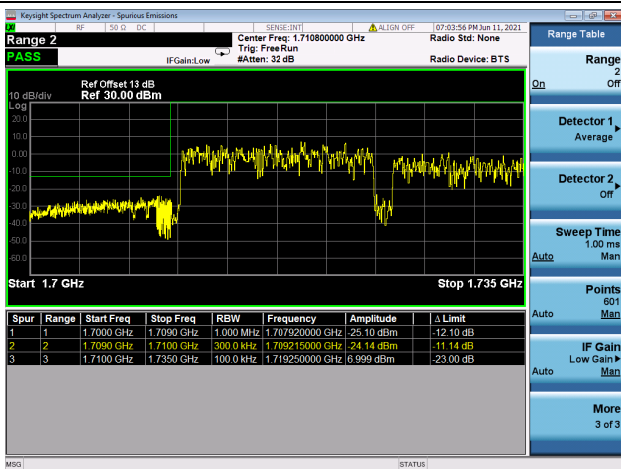 Keysight Spectrum Analyzer - Spurious Emissions
RF 50 Ω DC SENSE:INT ALIGN OFF 07:03:56 PM Jun 11, 2021
Range 2
Center Freq: 1.710800000 GHz Radio Std: None
Trig: Free Run
PASS IFGain:Low #Atten: 32 dB Radio Device: BTS
Ref Offset 13 dB
10 dB/div Ref 30.00 dBm
Log
20.0
10.0
0.00
-10.0
-20.0
-30.0
-40.0
-50.0
-60.0
Start 1.7 GHz Stop 1.735 GHz
Spur Range Start Freq Stop Freq RBW Frequency Amplitude Δ Limit
1 1 1.7000 GHz 1.7090 GHz 1.000 MHz 1.707920000 GHz -25.10 dBm -12.10 dB
2 2 1.7090 GHz 1.7100 GHz 300.0 kHz 1.709215000 GHz -24.14 dBm -11.14 dB
3 3 1.7100 GHz 1.7350 GHz 100.0 kHz 1.719250000 GHz 6.999 dBm -23.00 dB
MSG STATUS
Range Table
Range
2
On Off
Detector 1
Average
Detector 2
Off
Sweep Time
1.00 ms
Auto Man
Points
601
Auto Man
IF Gain
Low Gain
Auto Man
More
3 of 3